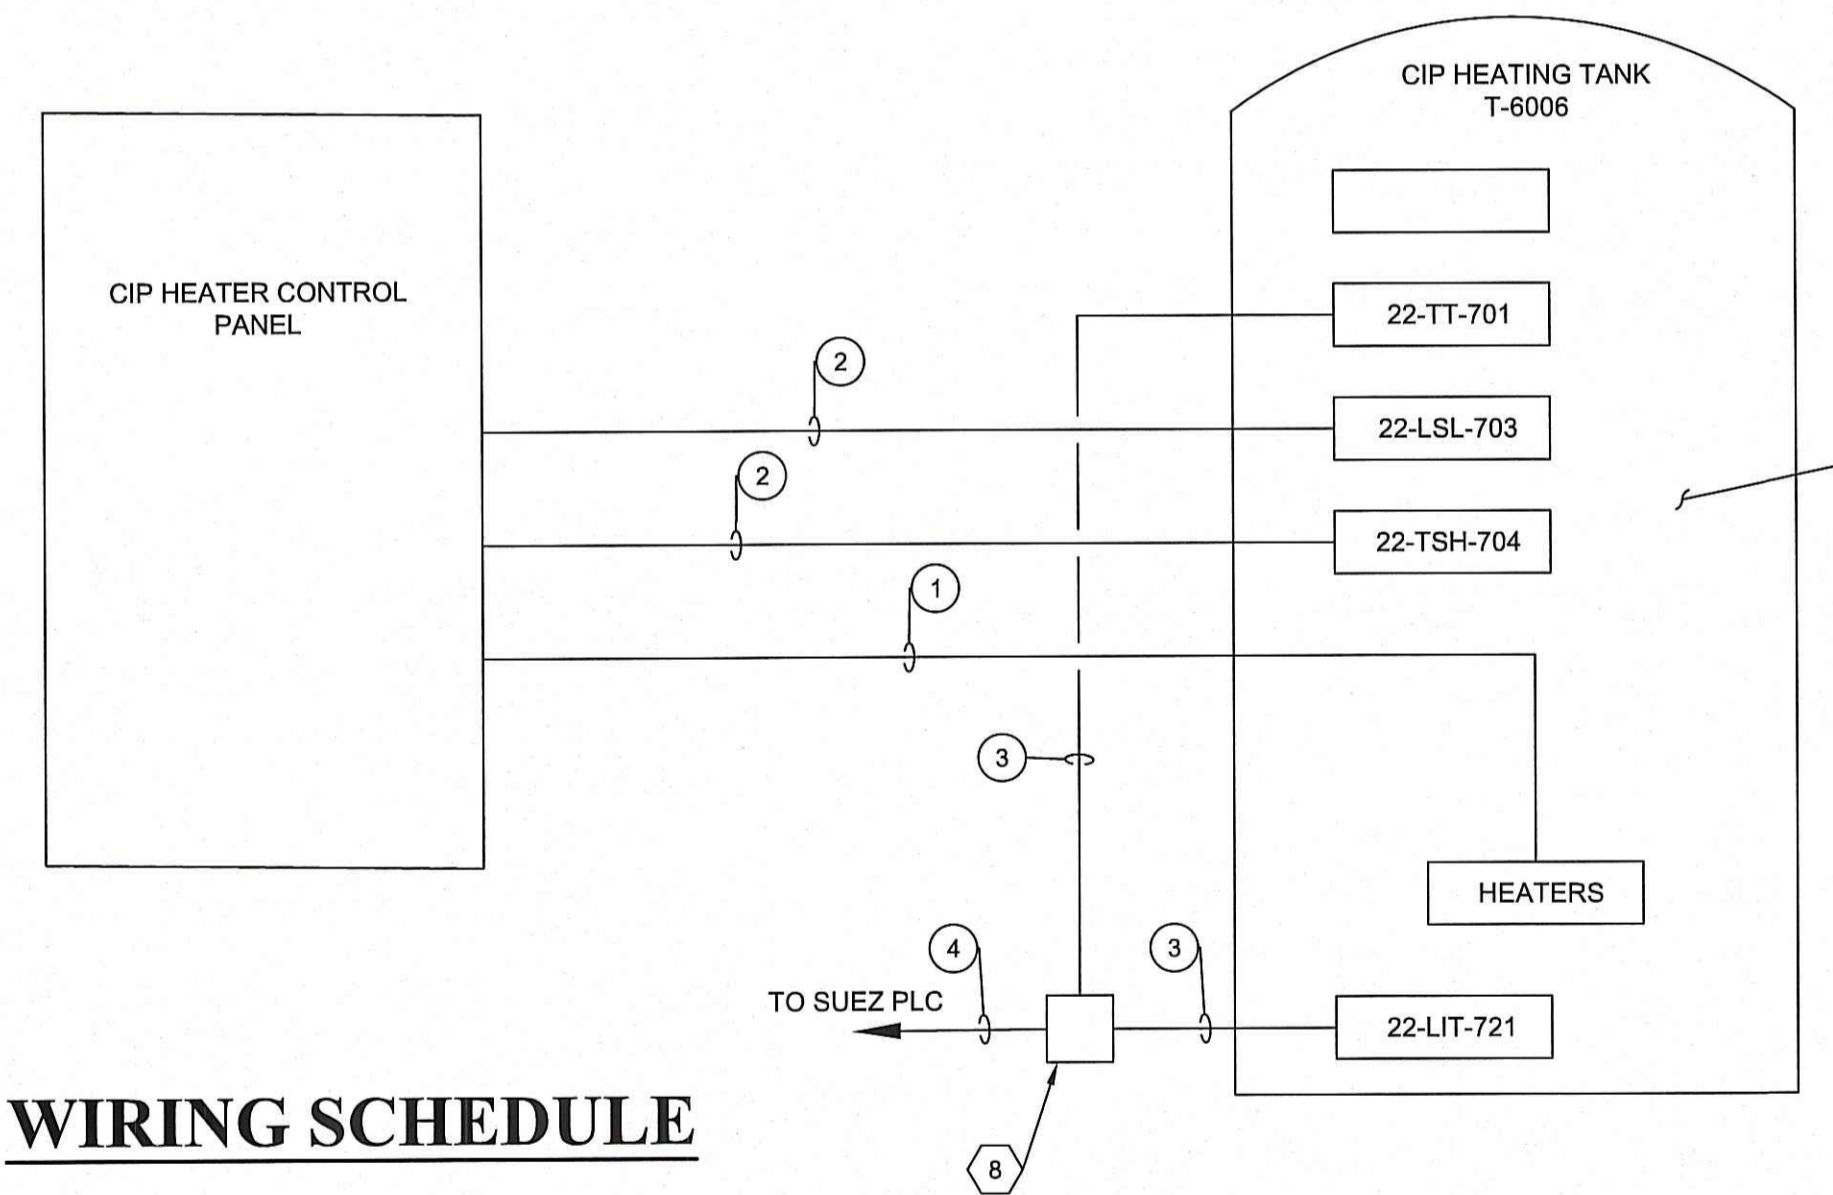 CIP HEATING TANK
T-6006
CIP HEATER CONTROL
PANEL
22-TT-701
2
22-LSL-703
2
22-TSH-704
1
3
HEATERS
4
3
TO SUEZ PLC
22-LIT-721
WIRING SCHEDULE
8